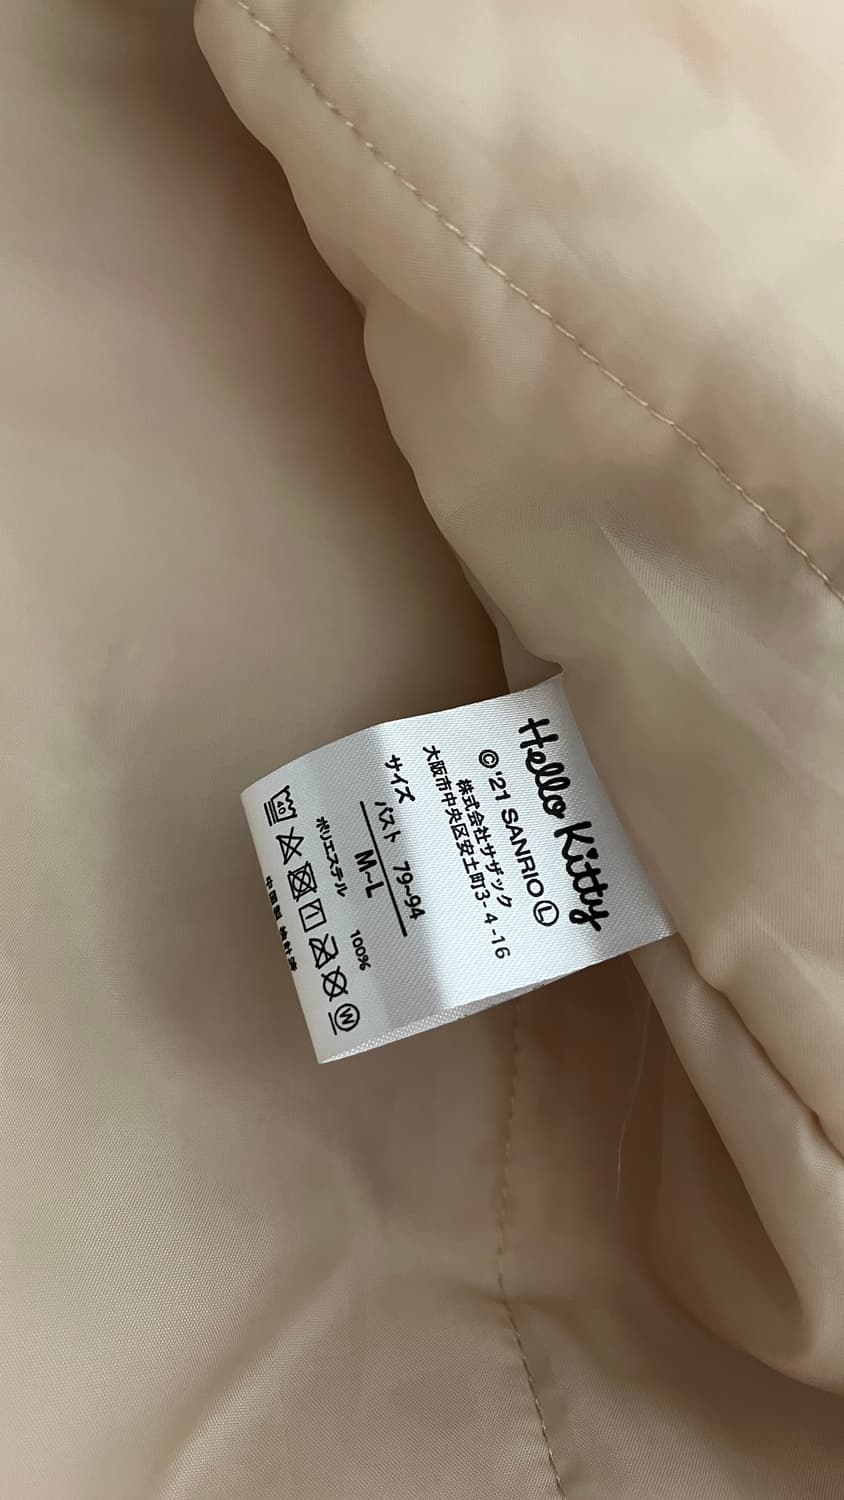 Hello Kitty
© '21 SANRIO Ⓛ
株式会社サザック
大阪市中央区安土町3-4-16
サイズ
バスト 79~94
M~L
ポリエステル 100%
40
W
中国製